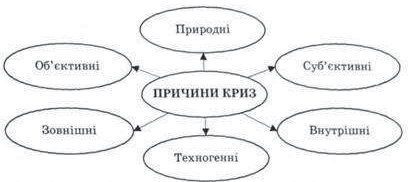 Природні
Об'єктивні
Суб'єктивні
ПРИЧИНИ КРИЗ
Зовнішні
Внутрішні
Техногенні